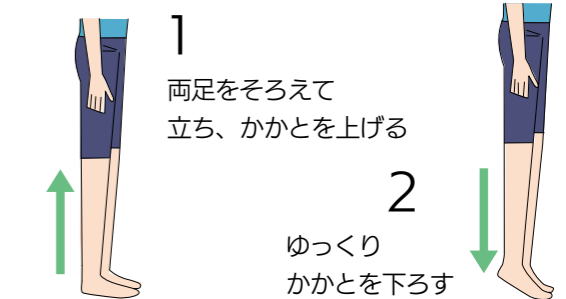 1
両足をそろえて
立ち、かかとを上げる
2
ゆっくり
かかとを下ろす